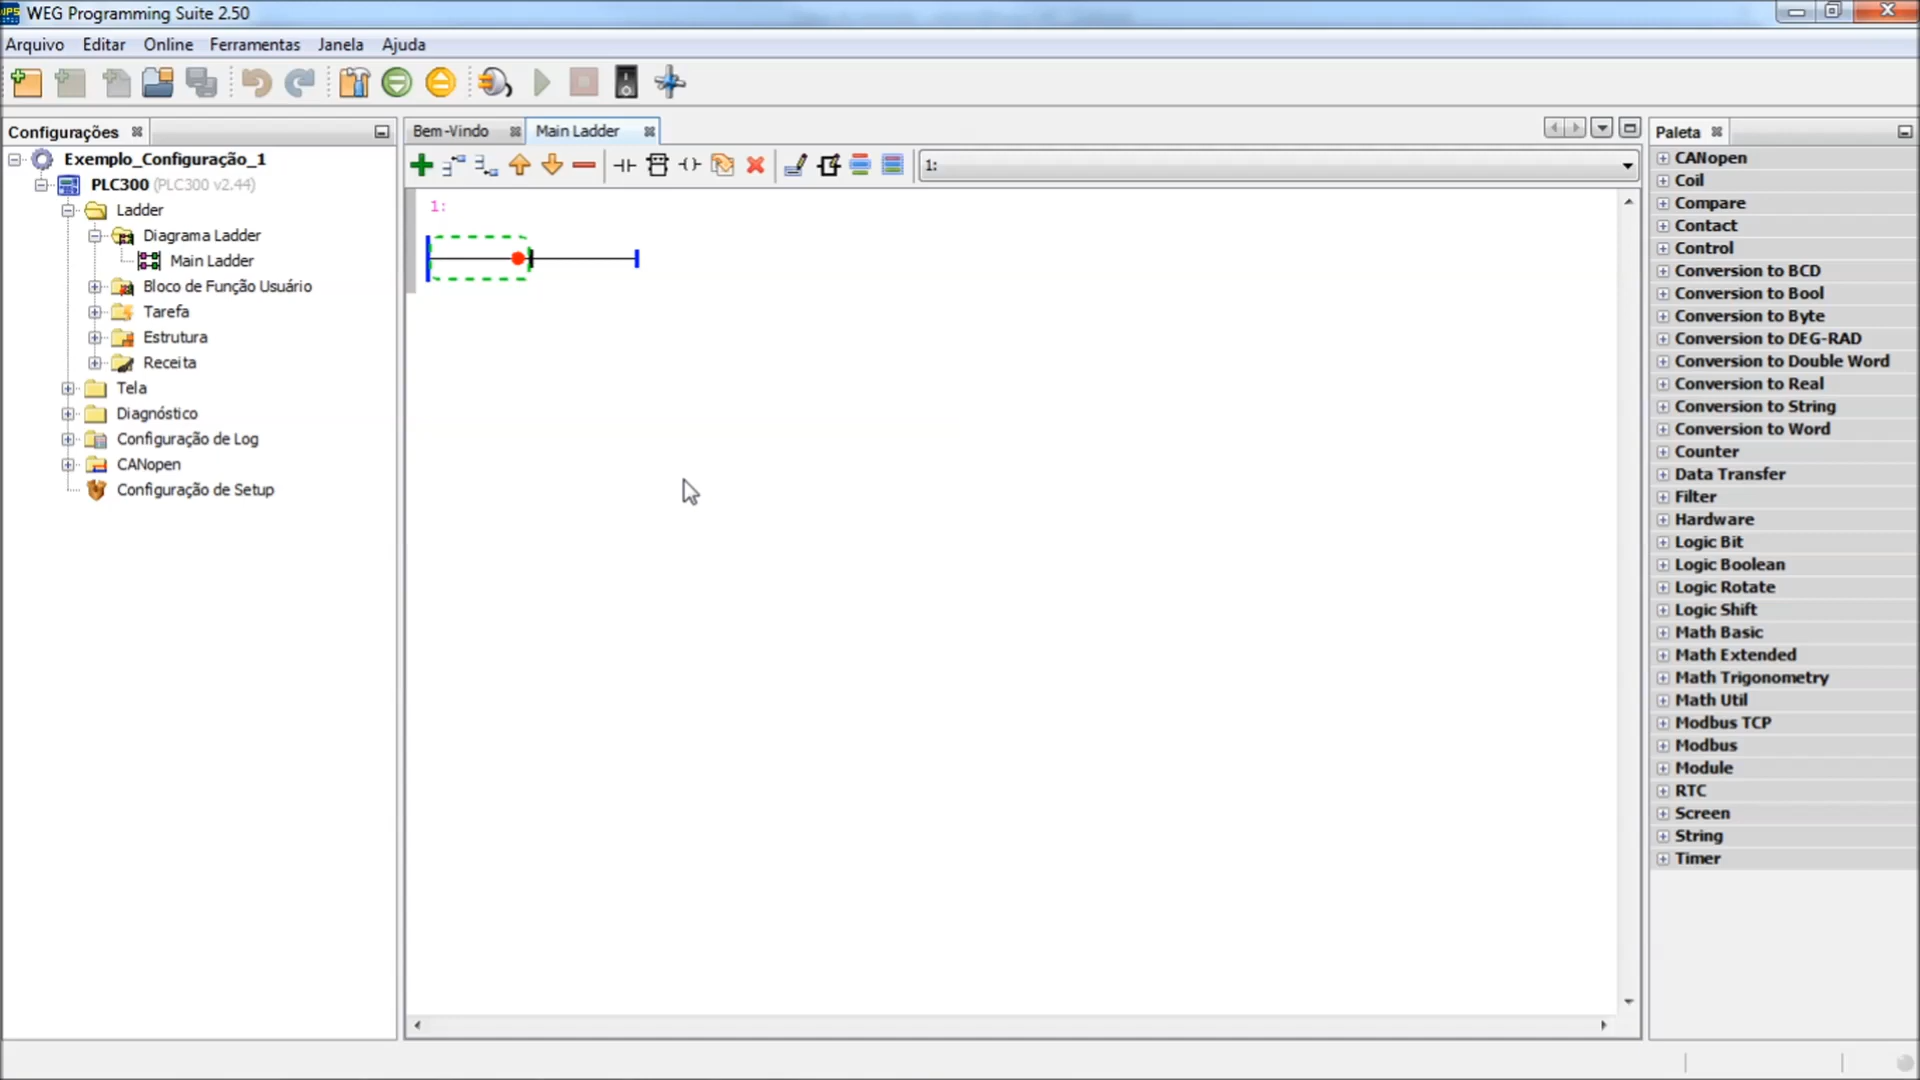 WEG Programming Suite 2.50
Arquivo Editar Online Ferramentas Janela Ajuda
Configurações
Exemplo_Configuração_1
PLC300 (PLC300 v2.44)
Ladder
Diagrama Ladder
Main Ladder
Bloco de Função Usuário
Tarefa
Estrutura
Receita
Tela
Diagnóstico
Configuração de Log
CANopen
Configuração de Setup
Bem-Vindo Main Ladder
1:
1:
Paleta
CANopen
Coil
Compare
Contact
Control
Conversion to BCD
Conversion to Bool
Conversion to Byte
Conversion to DEG-RAD
Conversion to Double Word
Conversion to Real
Conversion to String
Conversion to Word
Counter
Data Transfer
Filter
Hardware
Logic Bit
Logic Boolean
Logic Rotate
Logic Shift
Math Basic
Math Extended
Math Trigonometry
Math Util
Modbus TCP
Modbus
Module
RTC
Screen
String
Timer